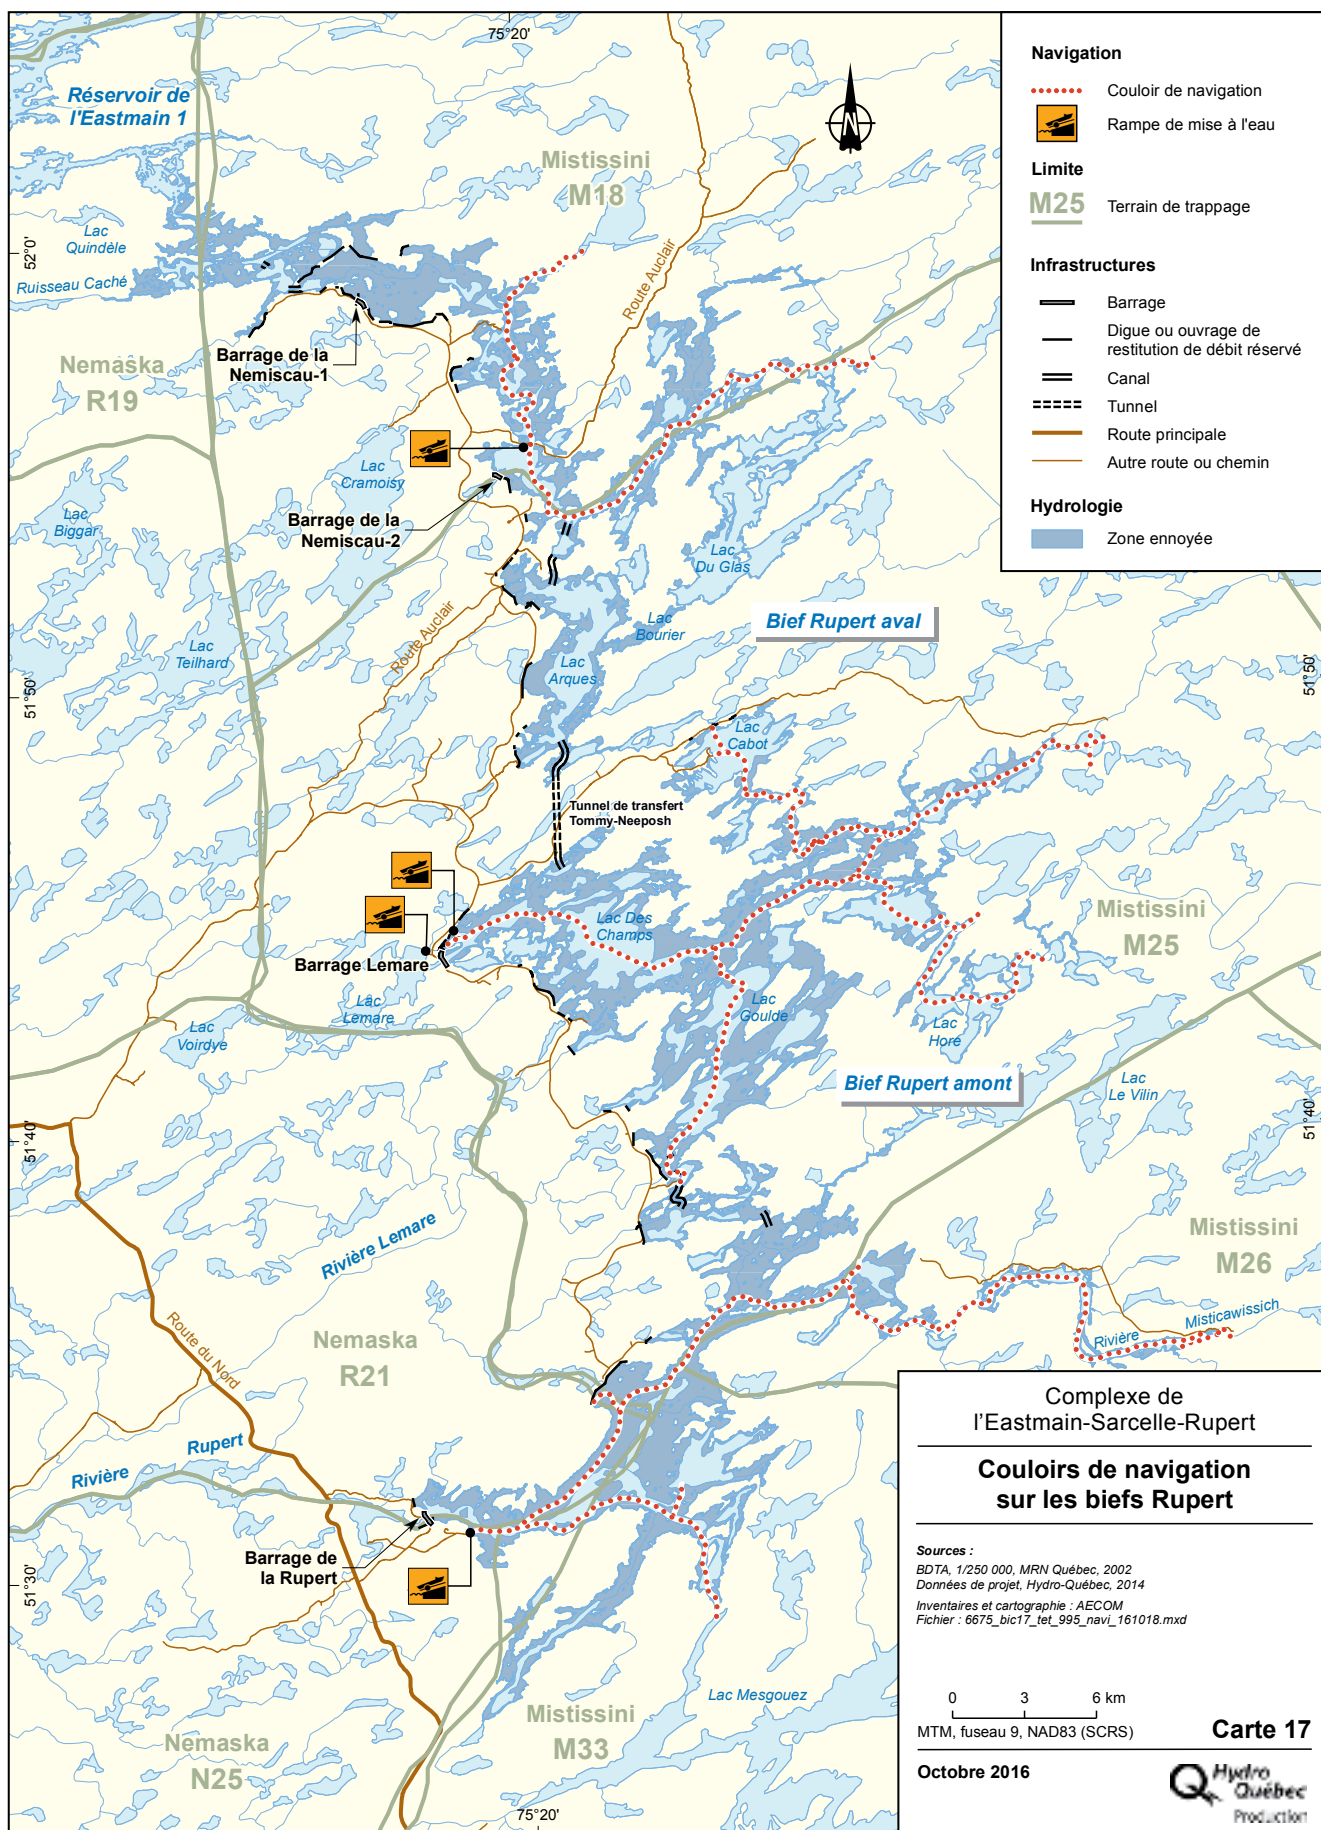 75°20'
Réservoir de
l'Eastmain 1
Mistissini
M18
Lac
Quindèle
52°0'
Ruisseau Caché
Route Auclair
Barrage de la
Nemiscau-1
Nemaska
R19
Lac
Cramoisy
Lac
Biggar
Barrage de la
Nemiscau-2
Lac
Du Glas
Route Auclair
Lac
Bourier
Bief Rupert aval
Lac
Teilhard
Lac
Arques
51°50'
51°50'
Lac
Cabot
Tunnel de transfert
Tommy-Neeposh
Lac Des
Champs
Mistissini
M25
Barrage Lemare
Lac
Lemare
Lac
Goulde
Lac
Voirdye
Lac
Hore
Bief Rupert amont
Lac
Le Vilin
51°40'
51°40'
Rivière Lemare
Mistissini
M26
Route du Nord
Nemaska
R21
Rivière
Misticawissich
Rivière
Rupert
Barrage de
la Rupert
51°30'
Lac Mesgouez
Mistissini
M33
Nemaska
N25
75°20'
Navigation
Couloir de navigation
Rampe de mise à l'eau
Limite
M25
Terrain de trappage
Infrastructures
Barrage
Digue ou ouvrage de
restitution de débit réservé
Canal
Tunnel
Route principale
Autre route ou chemin
Hydrologie
Zone ennoyée
N
Complexe de
l'Eastmain-Sarcelle-Rupert
Couloirs de navigation
sur les biefs Rupert
Sources :
BDTA, 1/250 000, MRN Québec, 2002
Données de projet, Hydro-Québec, 2014
Inventaires et cartographie : AECOM
Fichier : 6675_bic17_tet_995_navi_161018.mxd
0 3 6 km
MTM, fuseau 9, NAD83 (SCRS)
Carte 17
Octobre 2016
Hydro
Québec
Production